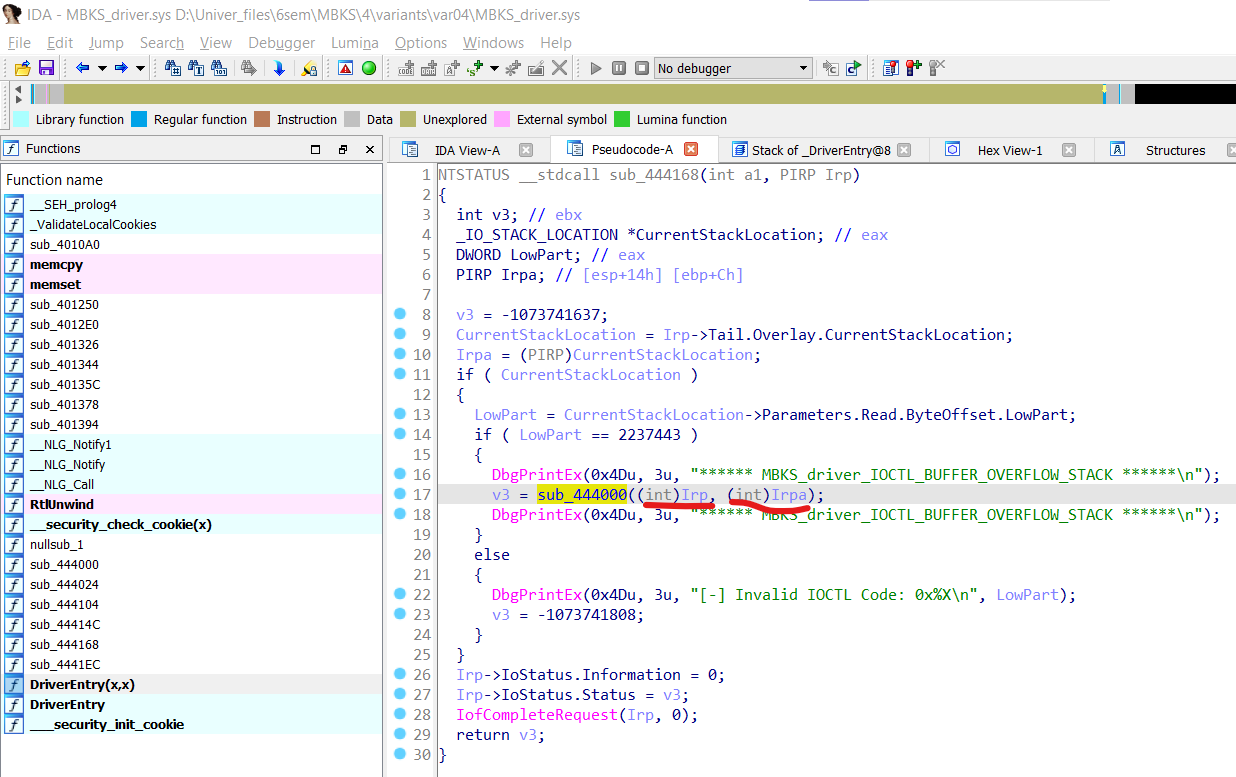 IDA - MBKS_driver.sys D:\Univer_files\6sem\MBKS\4\variants\var04\MBKS_driver.sys
File Edit Jump Search View Debugger Lumina Options Windows Help
No debugger
Library function Regular function Instruction Data Unexplored External symbol Lumina function
Functions
IDA View-A Pseudocode-A Stack of _DriverEntry@8 Hex View-1 Structures
Function name
__SEH_prolog4
_ValidateLocalCookies
sub_4010A0
memcpy
memset
sub_401250
sub_4012E0
sub_401326
sub_401344
sub_40135C
sub_401378
sub_401394
__NLG_Notify1
__NLG_Notify
__NLG_Call
RtlUnwind
__security_check_cookie(x)
nullsub_1
sub_444000
sub_444024
sub_444104
sub_44414C
sub_444168
sub_4441EC
DriverEntry(x,x)
DriverEntry
___security_init_cookie
1 NTSTATUS __stdcall sub_444168(int a1, PIRP Irp)
2 {
3 int v3; // ebx
4 _IO_STACK_LOCATION *CurrentStackLocation; // eax
5 DWORD LowPart; // eax
6 PIRP Irpa; // [esp+14h] [ebp+Ch]
7
8 v3 = -1073741637;
9 CurrentStackLocation = Irp->Tail.Overlay.CurrentStackLocation;
10 Irpa = (PIRP)CurrentStackLocation;
11 if ( CurrentStackLocation )
12 {
13 LowPart = CurrentStackLocation->Parameters.Read.ByteOffset.LowPart;
14 if ( LowPart == 2237443 )
15 {
16 DbgPrintEx(0x4Du, 3u, "****** MBKS_driver_IOCTL_BUFFER_OVERFLOW_STACK ******\n");
17 v3 = sub_444000((int)Irp, (int)Irpa);
18 DbgPrintEx(0x4Du, 3u, "****** MBKS_driver_IOCTL_BUFFER_OVERFLOW_STACK ******\n");
19 }
20 else
21 {
22 DbgPrintEx(0x4Du, 3u, "[-] Invalid IOCTL Code: 0x%X\n", LowPart);
23 v3 = -1073741808;
24 }
25 }
26 Irp->IoStatus.Information = 0;
27 Irp->IoStatus.Status = v3;
28 IofCompleteRequest(Irp, 0);
29 return v3;
30 }